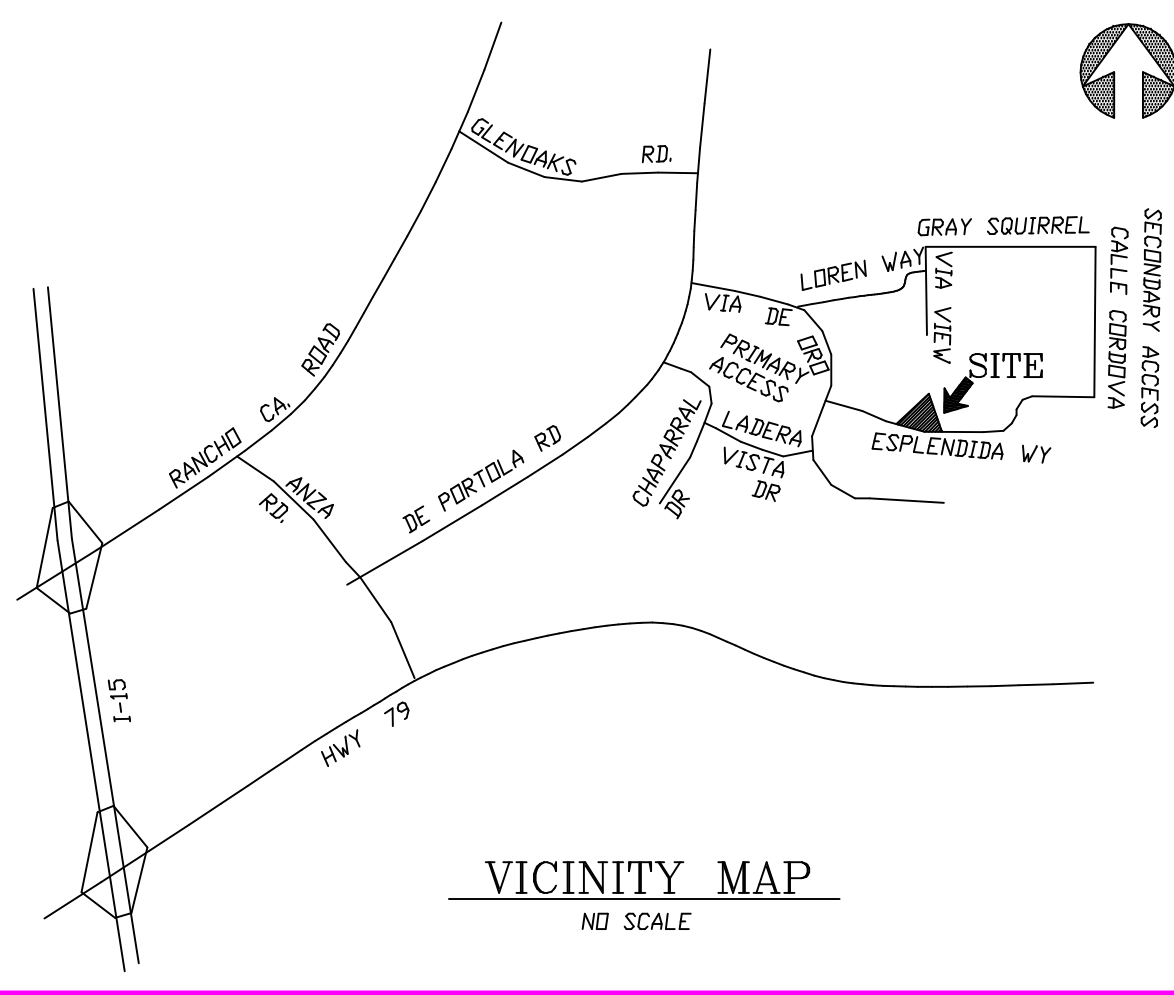 GLENOAKS RD.
GRAY SQUIRREL
SECONDARY ACCESS
CALLE CORDOVA
LOREN WAY
VIA VIEW
VIA DE ORO
PRIMARY
ACCESS
SITE
RANCHO CA. ROAD
CHAPARRAL
DR
LADERA
VISTA
DR
ESPLENDIDA WY
DE PORTOLA RD
ANZA
RD.
I-15
HWY 79
VICINITY MAP
NO SCALE